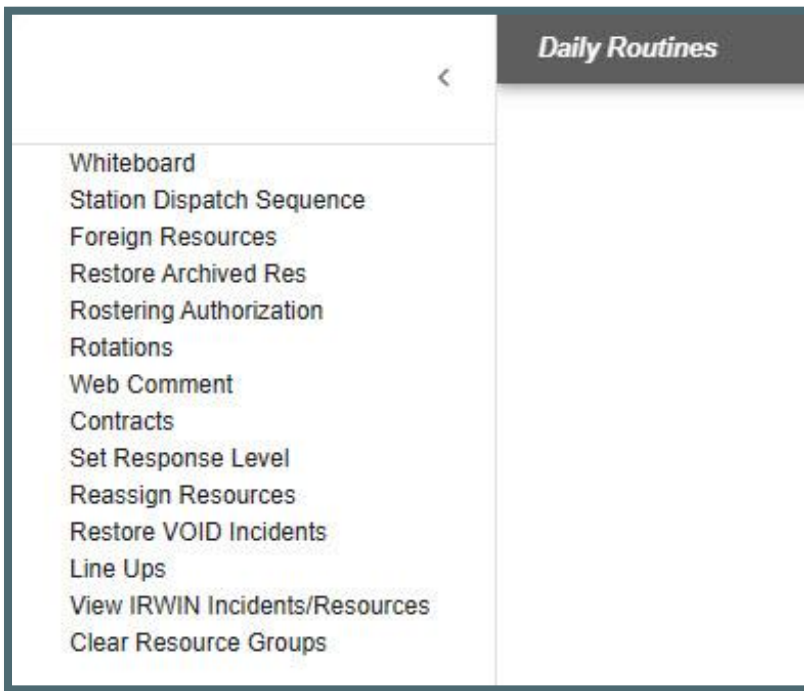 Daily Routines
Whiteboard
Station Dispatch Sequence
Foreign Resources
Restore Archived Res
Rostering Authorization
Rotations
Web Comment
Contracts
Set Response Level
Reassign Resources
Restore VOID Incidents
Line Ups
View IRWIN Incidents/Resources
Clear Resource Groups